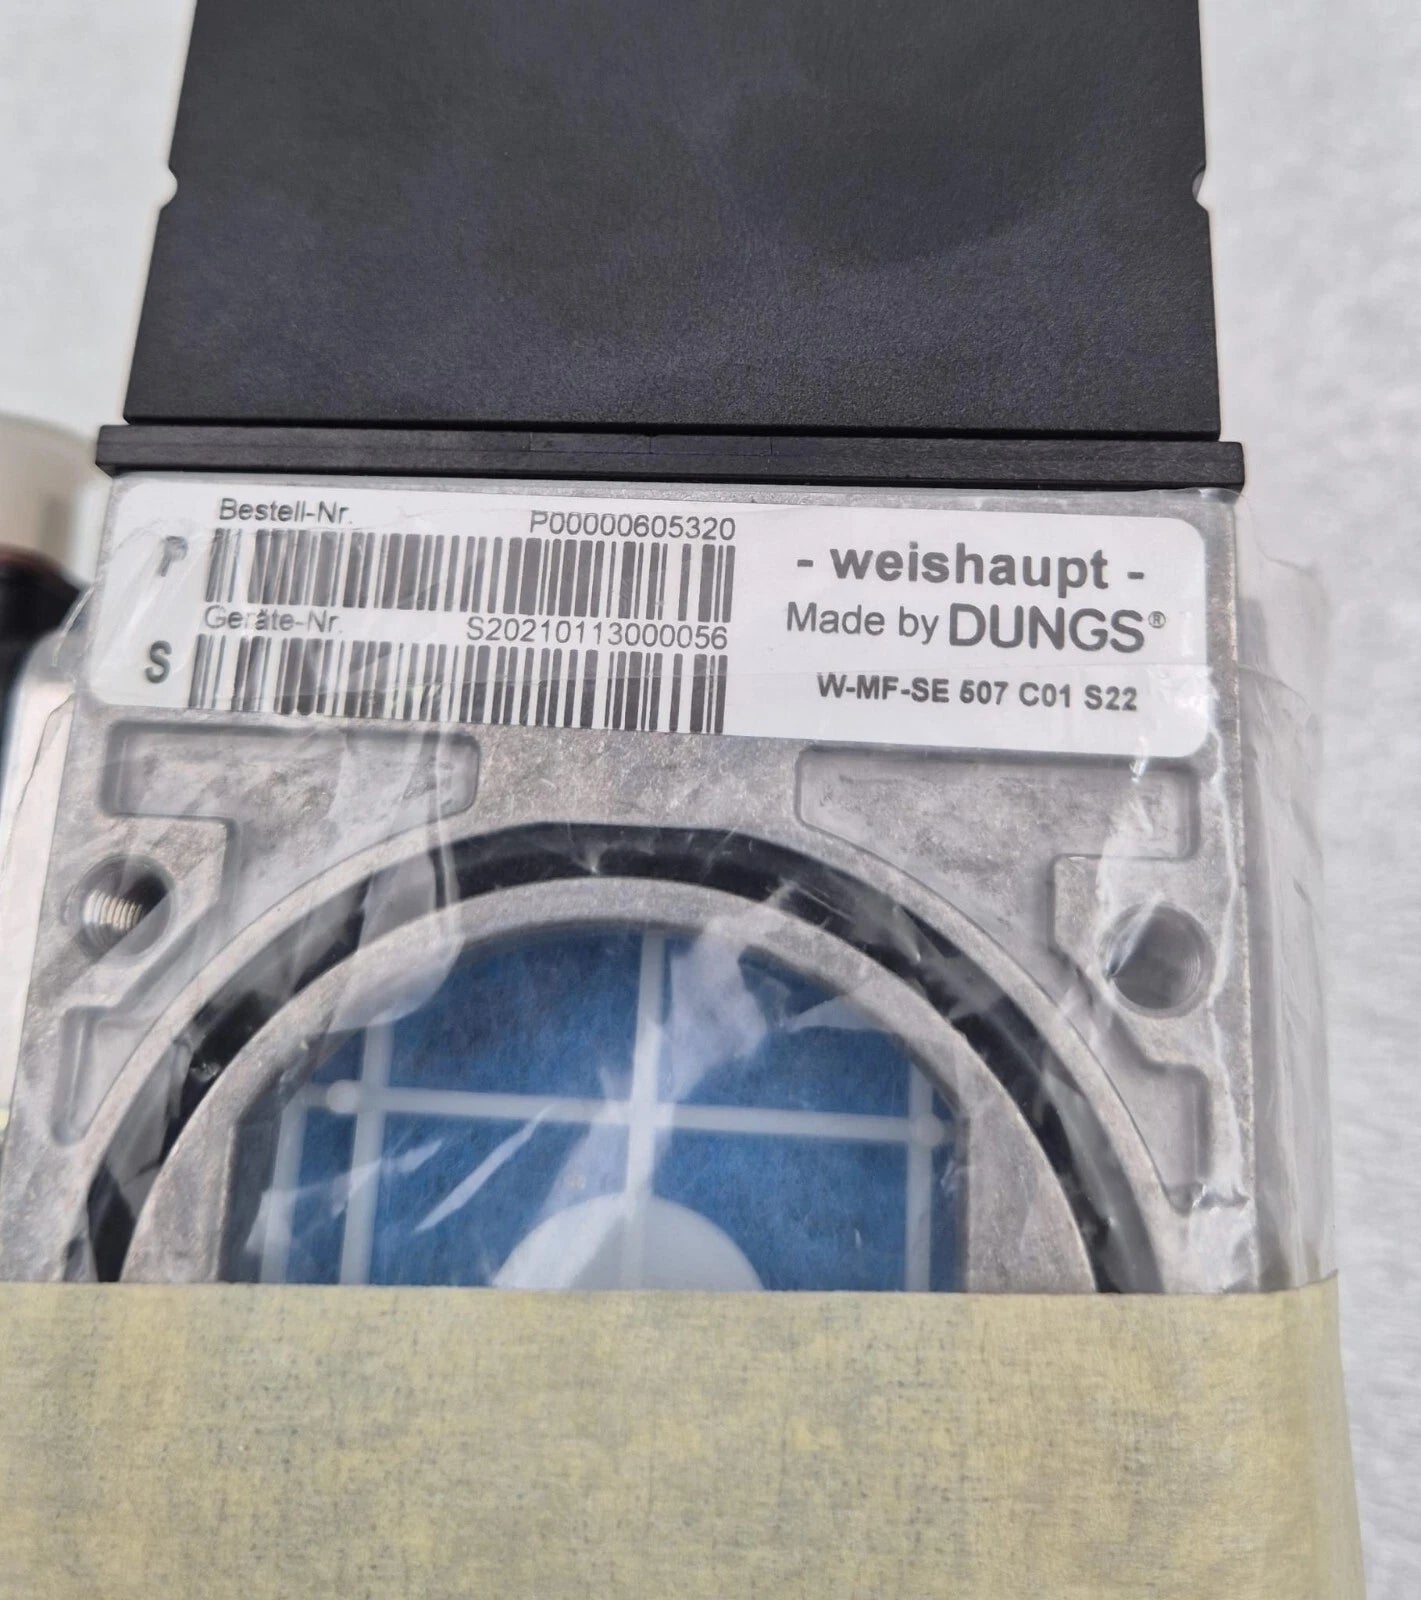 Bestell-Nr. P00000605320
P
Geräte-Nr. S20210113000056
S
- weishaupt -
Made by DUNGS®
W-MF-SE 507 C01 S22